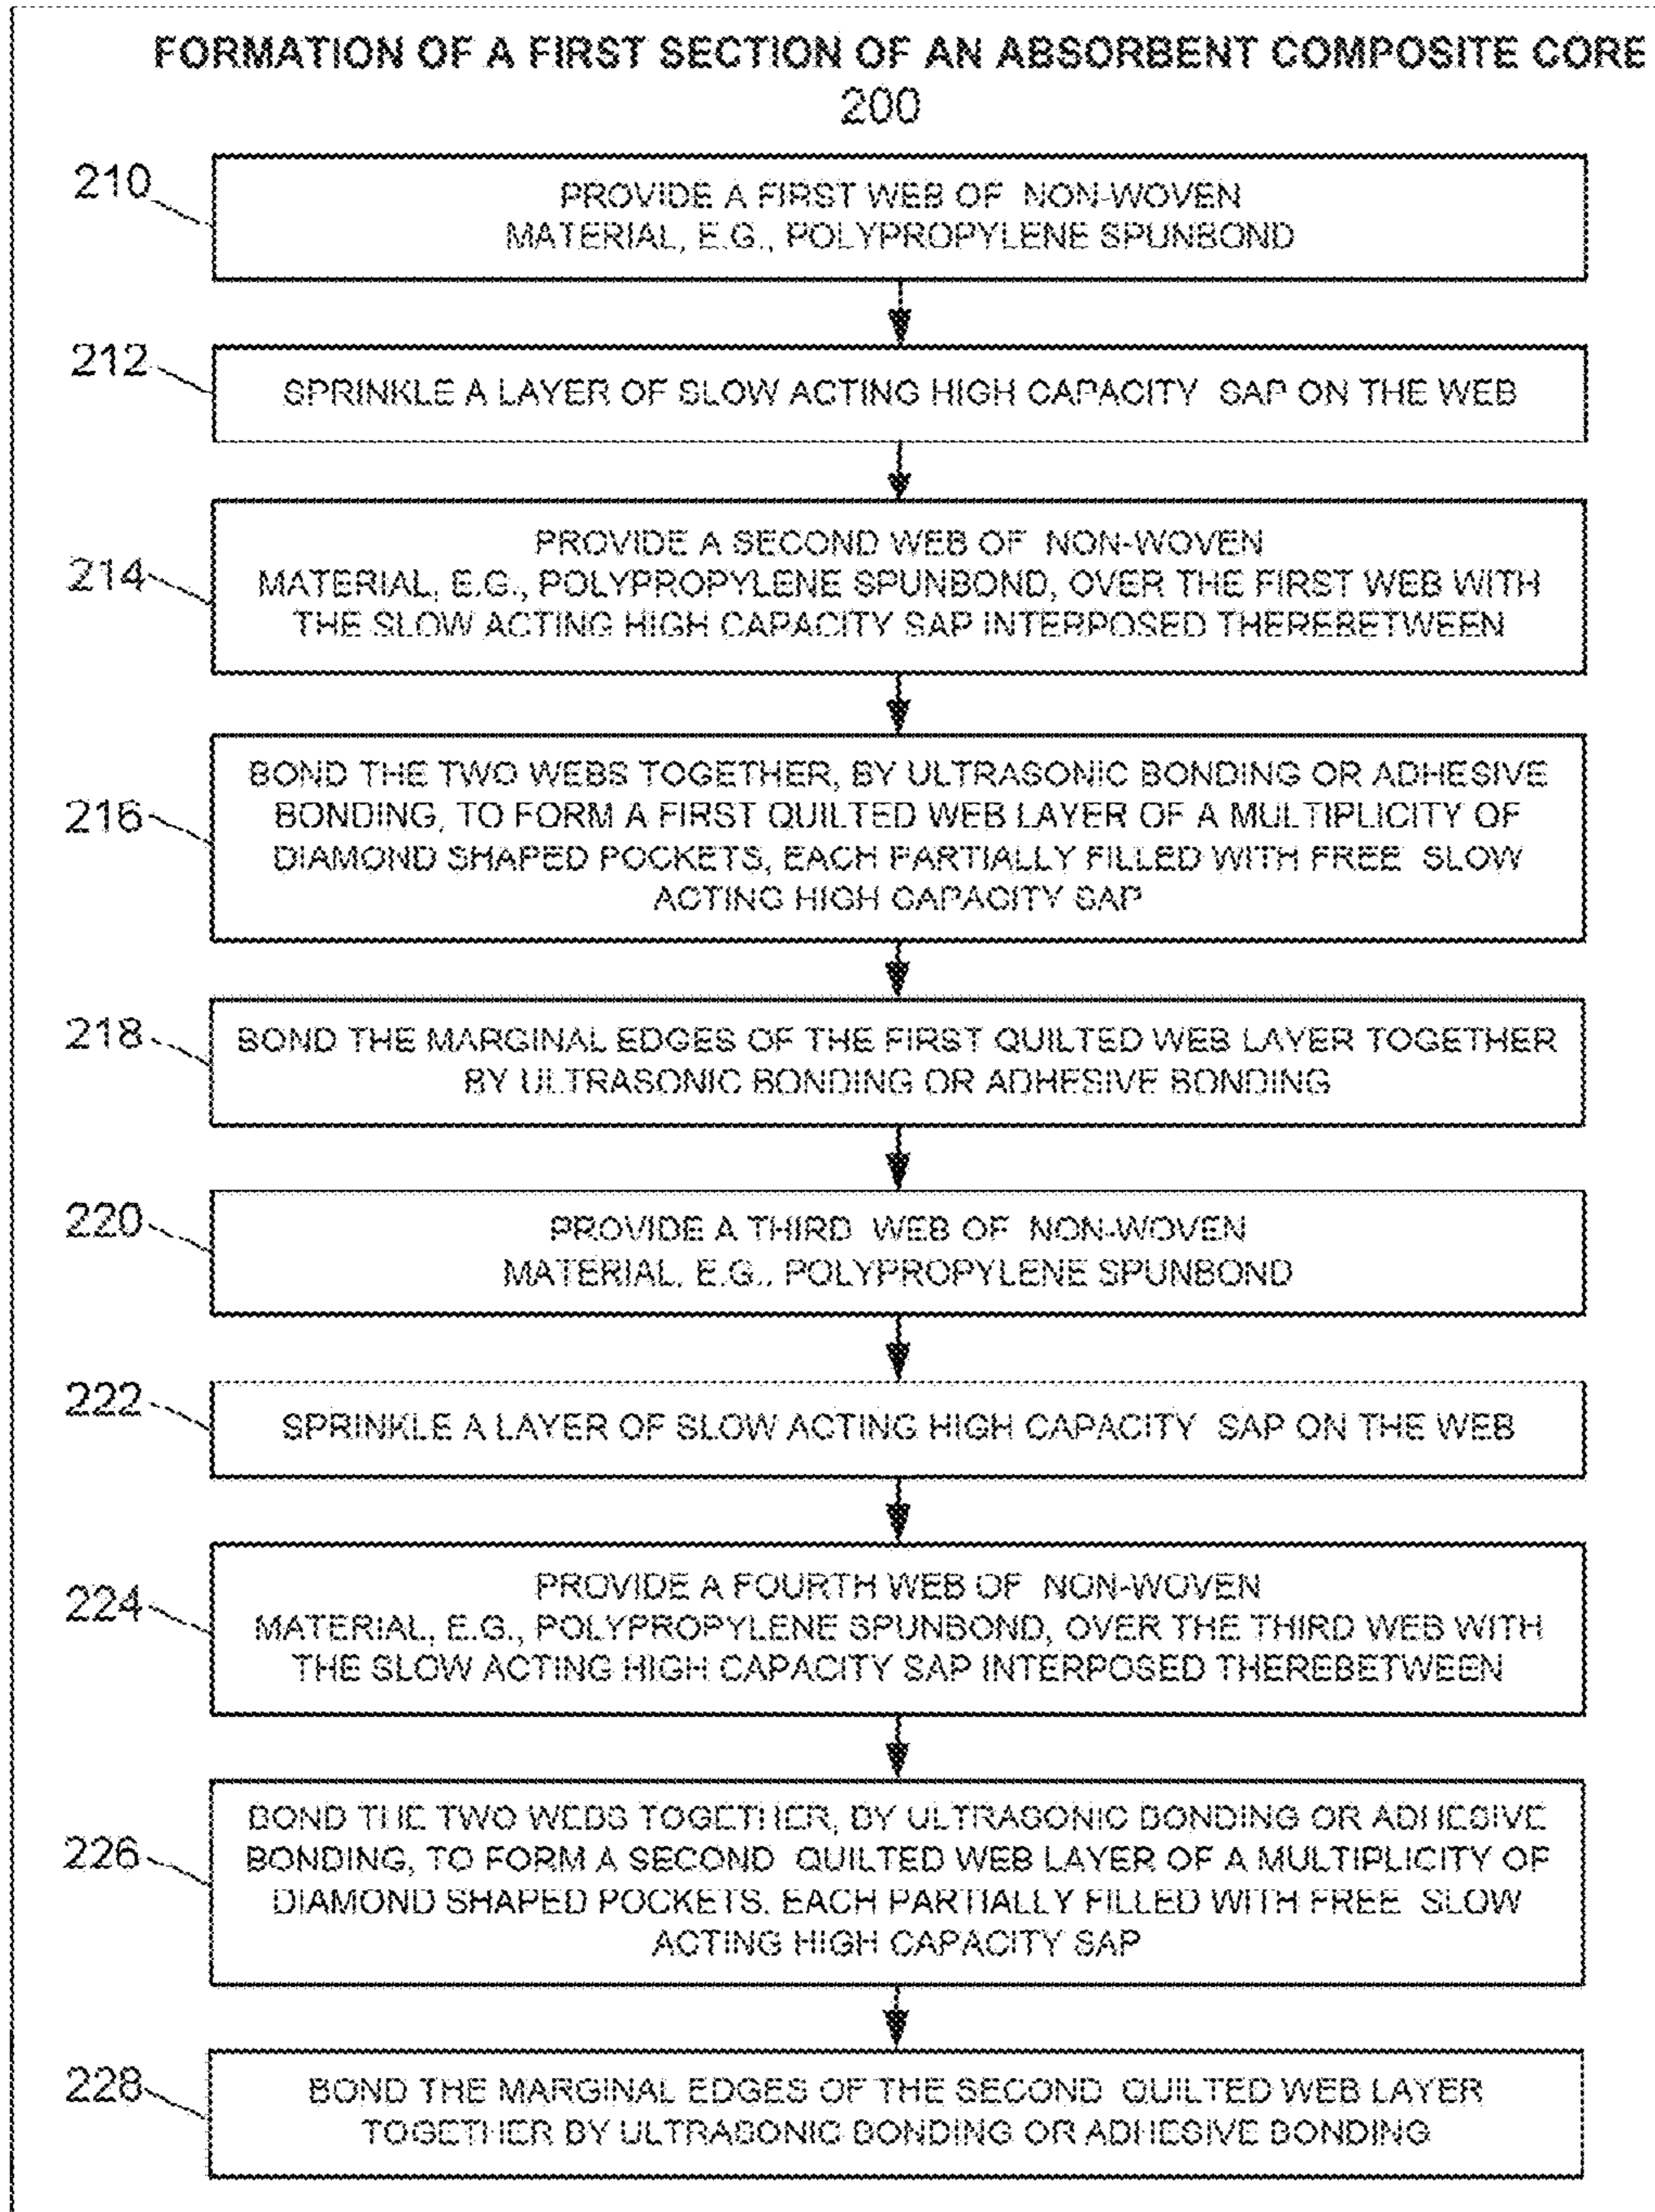 FORMATION OF A FIRST SECTION OF AN ABSORBENT COMPOSITE CORE
200
210
PROVIDE A FIRST WEB OF NON-WOVEN
MATERIAL, E.G., POLYPROPYLENE SPUNBOND
212
SPRINKLE A LAYER OF SLOW ACTING HIGH CAPACITY SAP ON THE WEB
214
PROVIDE A SECOND WEB OF NON-WOVEN
MATERIAL, E.G., POLYPROPYLENE SPUNBOND, OVER THE FIRST WEB WITH
THE SLOW ACTING HIGH CAPACITY SAP INTERPOSED THEREBETWEEN
216
BOND THE TWO WEBS TOGETHER, BY ULTRASONIC BONDING OR ADHESIVE
BONDING, TO FORM A FIRST QUILTED WEB LAYER OF A MULTIPLICITY OF
DIAMOND SHAPED POCKETS, EACH PARTIALLY FILLED WITH FREE SLOW
ACTING HIGH CAPACITY SAP
218
BOND THE MARGINAL EDGES OF THE FIRST QUILTED WEB LAYER TOGETHER
BY ULTRASONIC BONDING OR ADHESIVE BONDING
220
PROVIDE A THIRD WEB OF NON-WOVEN
MATERIAL, E.G., POLYPROPYLENE SPUNBOND
222
SPRINKLE A LAYER OF SLOW ACTING HIGH CAPACITY SAP ON THE WEB
224
PROVIDE A FOURTH WEB OF NON-WOVEN
MATERIAL, E.G., POLYPROPYLENE SPUNBOND, OVER THE THIRD WEB WITH
THE SLOW ACTING HIGH CAPACITY SAP INTERPOSED THEREBETWEEN
226
BOND THE TWO WEBS TOGETHER, BY ULTRASONIC BONDING OR ADHESIVE
BONDING, TO FORM A SECOND QUILTED WEB LAYER OF A MULTIPLICITY OF
DIAMOND SHAPED POCKETS, EACH PARTIALLY FILLED WITH FREE SLOW
ACTING HIGH CAPACITY SAP
228
BOND THE MARGINAL EDGES OF THE SECOND QUILTED WEB LAYER
TOGETHER BY ULTRASONIC BONDING OR ADHESIVE BONDING